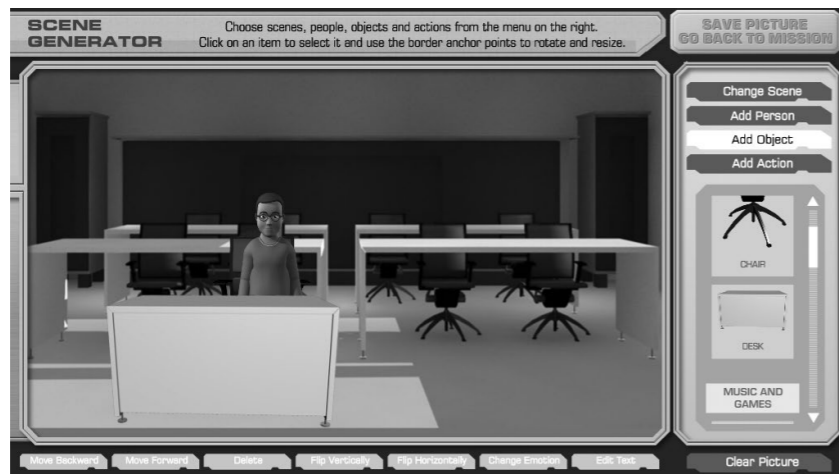 SCENE
GENERATOR
Choose scenes, people, objects and actions from the menu on the right.
Click on an item to select it and use the border anchor points to rotate and resize.
SAVE PICTURE
GO BACK TO MISSION
Change Scene
Add Person
Add Object
Add Action
CHAIR
DESK
MUSIC AND
GAMES
Move Backward
Move Forward
Delete
Flip Vertically
Flip Horizontally
Change Emotion
Edit Text
Clear Picture